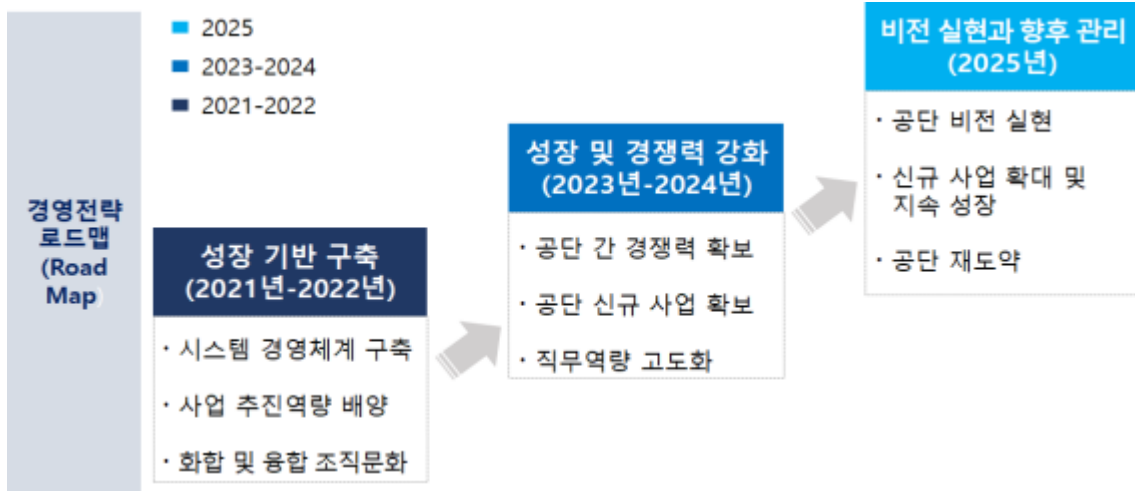 경영전략
로드맵
(Road
Map)
2025
2023-2024
2021-2022
성장 기반 구축
(2021년-2022년)
· 시스템 경영체계 구축
· 사업 추진역량 배양
· 화합 및 융합 조직문화
성장 및 경쟁력 강화
(2023년-2024년)
· 공단 간 경쟁력 확보
· 공단 신규 사업 확보
· 직무역량 고도화
비전 실현과 향후 관리
(2025년)
· 공단 비전 실현
· 신규 사업 확대 및
지속 성장
· 공단 재도약